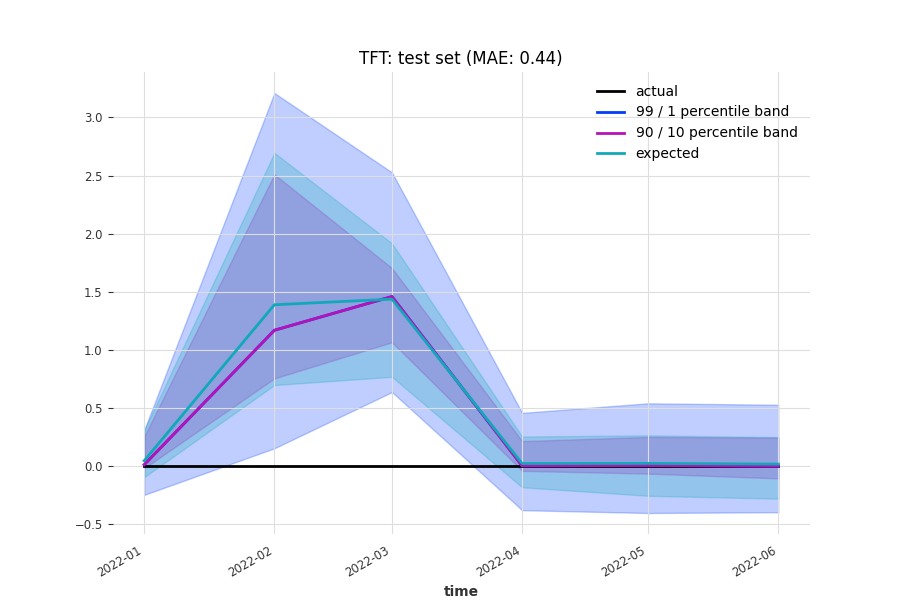 TFT: test set (MAE: 0.44)
actual
99 / 1 percentile band
90 / 10 percentile band
expected
3.0
2.5
2.0
1.5
1.0
0.5
0.0
−0.5
2022-01
2022-02
2022-03
2022-04
2022-05
2022-06
time